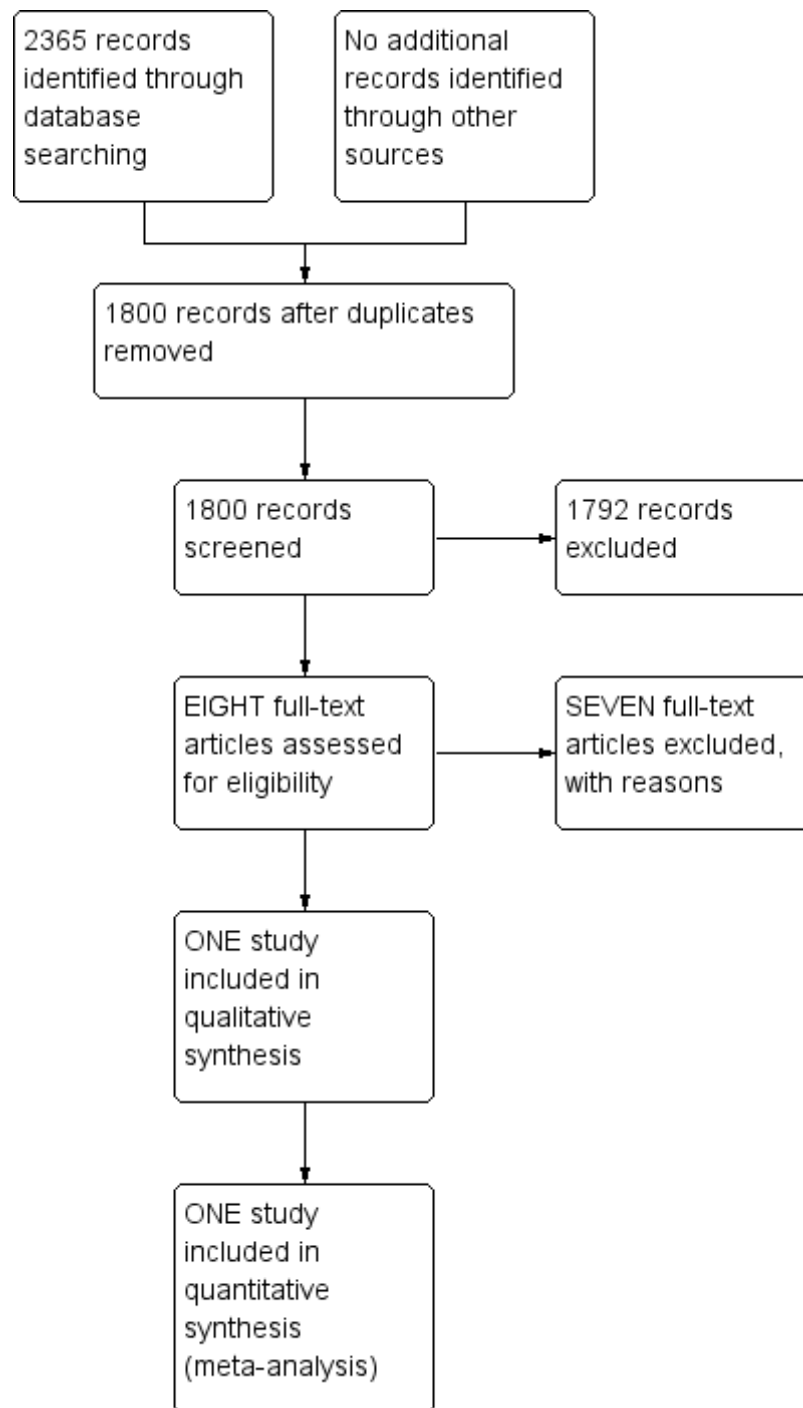 2365 records
identified through
database
searching
No additional
records identified
through other
sources
1800 records after duplicates
removed
1800 records
screened
1792 records
excluded
EIGHT full-text
articles assessed
for eligibility
SEVEN full-text
articles excluded,
with reasons
ONE study
included in
qualitative
synthesis
ONE study
included in
quantitative
synthesis
(meta-analysis)